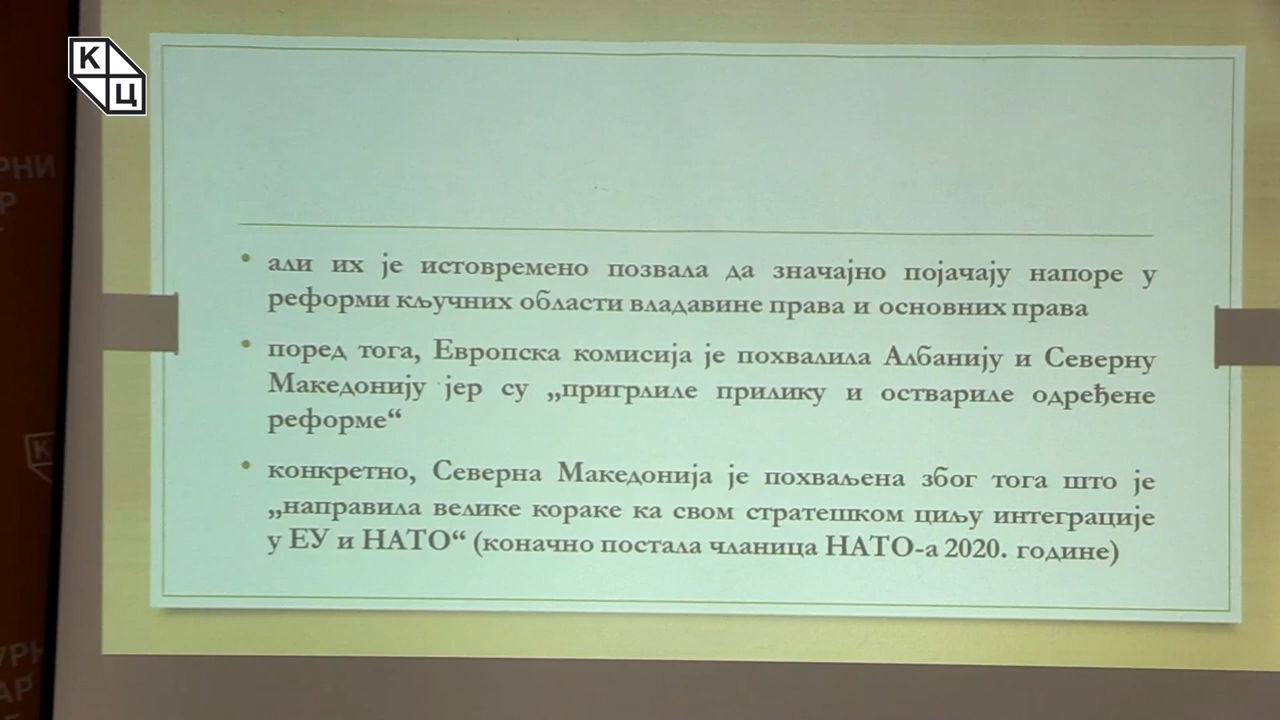 К
Ц
РНИ
Р
К
• али их је истовремено позвала да значајно појачају напоре у
реформи кључних области владавине права и основних права
• поред тога, Европска комисија је похвалила Албанију и Северну
Македонију јер су „пригрлиле прилику и оствариле одређене
реформе“
• конкретно, Северна Македонија је похваљена због тога што је
„направила велике кораке ка свом стратешком циљу интеграције
у ЕУ и НАТО“ (коначно постала чланица НАТО-а 2020. године)
УРН
АР